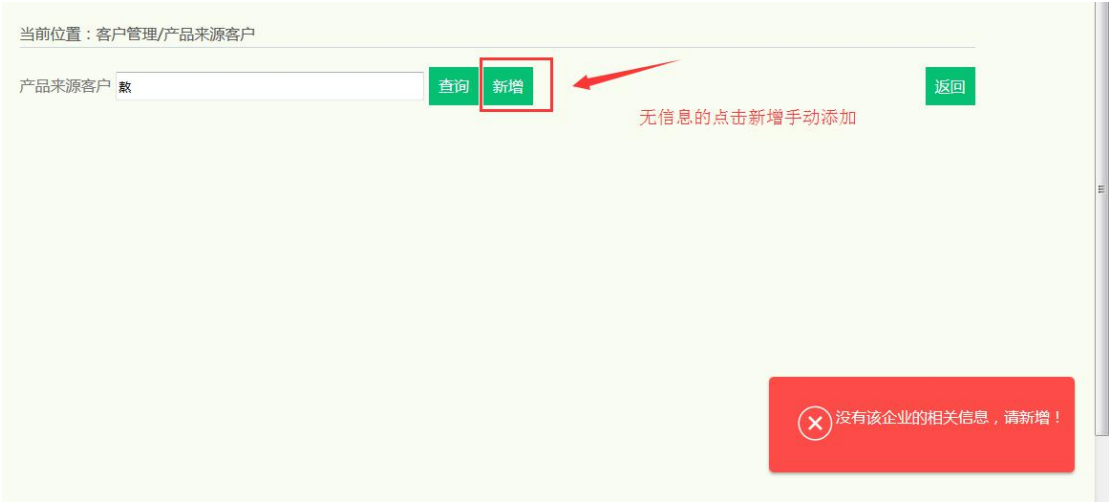 当前位置：客户管理/产品来源客户
产品来源客户 熬 查询 新增 返回
无信息的点击新增手动添加
没有该企业的相关信息，请新增！